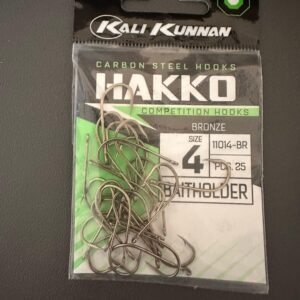 KALI KUNNAN
CARBON STEEL HOOKS
HAKKO
COMPETITION HOOKS
BRONZE
SIZE
4
11014-BR
PCS. 25
BAITHOLDER